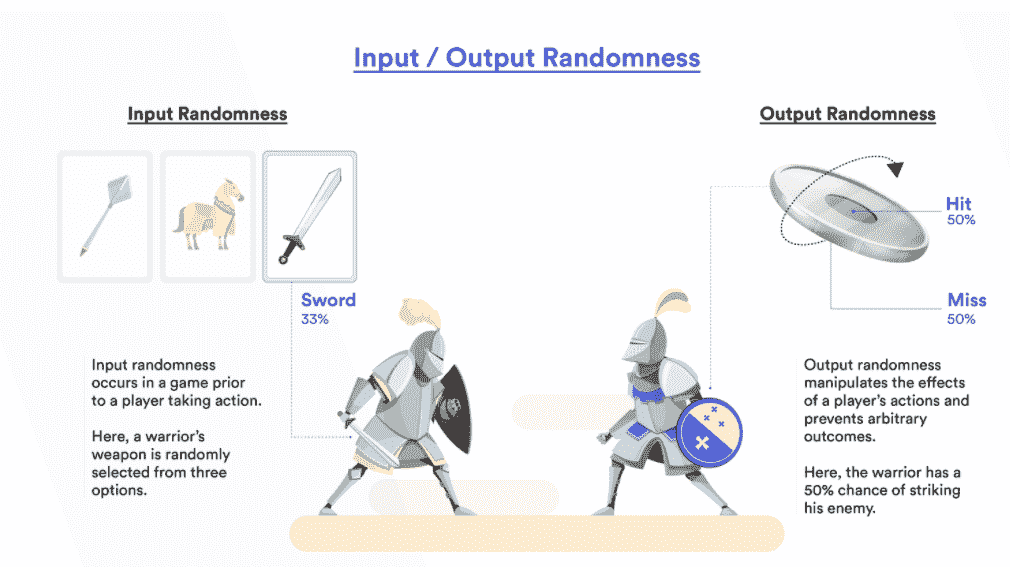 Input / Output Randomness
Input Randomness
Sword
33%
Input randomness
occurs in a game prior
to a player taking action.
Here, a warrior's
weapon is randomly
selected from three
options.
Output Randomness
Hit
50%
Miss
50%
Output randomness
manipulates the effects
of a player's actions and
prevents arbitrary
outcomes.
Here, the warrior has a
50% chance of striking
his enemy.